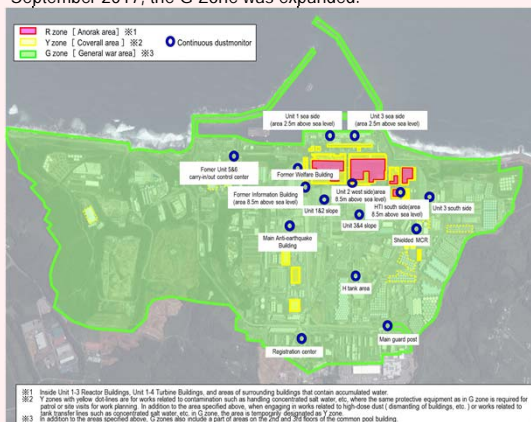 September 2017, the G Zone was expanded.
R zone [ Anorak area] ※1
Y zone [ Coverall area ] ※2
G zone [ General war area] ※3
Continuous dustmonitor
Unit 1 sea side
(area 2.5m above sea level)
Unit 3 sea side
(area 2.5m above sea level)
Former Unit 5&6
carry-in/out control center
Former Welfare Building
Former Information Building
(area 8.5m above sea level)
Unit 2 west side(area
8.5m above sea level)
HTI south side(area
8.5m above sea level)
Unit 3 south side
Unit 1&2 slope
Unit 3&4 slope
Main Anti-earthquake
Building
Shielded MCR
H tank area
Main guard post
Registration center
※1 Inside Unit 1-3 Reactor Buildings, Unit 1-4 Turbine Buildings, and areas of surrounding buildings that contain accumulated water.
※2 Y zones with yellow dot-lines are for works related to contamination such as handling concentrated salt water, etc, where the same protective equipment as in G zone is required for
patrol or site visits for work planning. In addition to the area specified above, when engaging in works related to high-dose dust ( dismantling of buildings, etc. ) or works related to
tank transfer lines such as concentrated salt water, etc. in G zone, the area is temporarily designated as Y zone.
※3 In addition to the areas specified above, G zones also include a part of areas on the 2nd and 3rd floors of the common pool building.